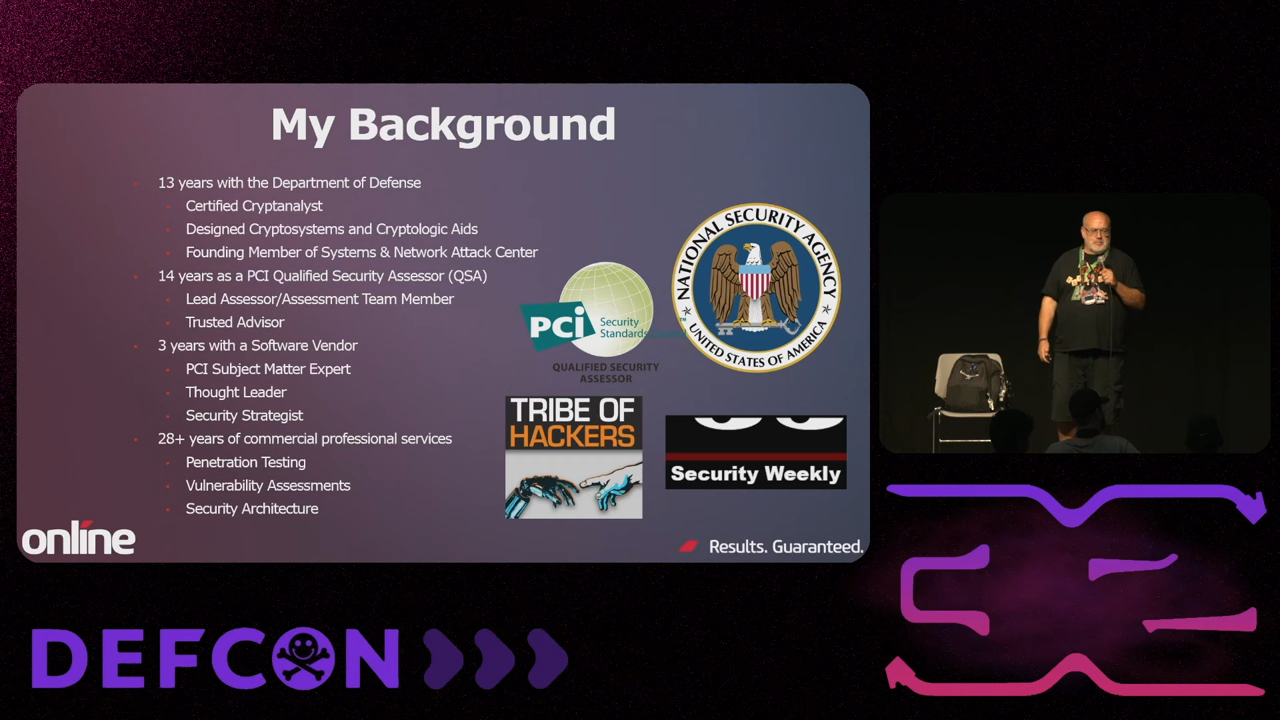 My Background
13 years with the Department of Defense
Certified Cryptanalyst
Designed Cryptosystems and Cryptologic Aids
Founding Member of Systems & Network Attack Center
14 years as a PCI Qualified Security Assessor (QSA)
Lead Assessor/Assessment Team Member
Trusted Advisor
3 years with a Software Vendor
PCI Subject Matter Expert
Thought Leader
Security Strategist
28+ years of commercial professional services
Penetration Testing
Vulnerability Assessments
Security Architecture
PCi
Security
Standards
QUALIFIED SECURITY
ASSESSOR
NATIONAL SECURITY AGENCY
UNITED STATES OF AMERICA
TRIBE OF
HACKERS
Security Weekly
online
Results. Guaranteed.
DEFCON